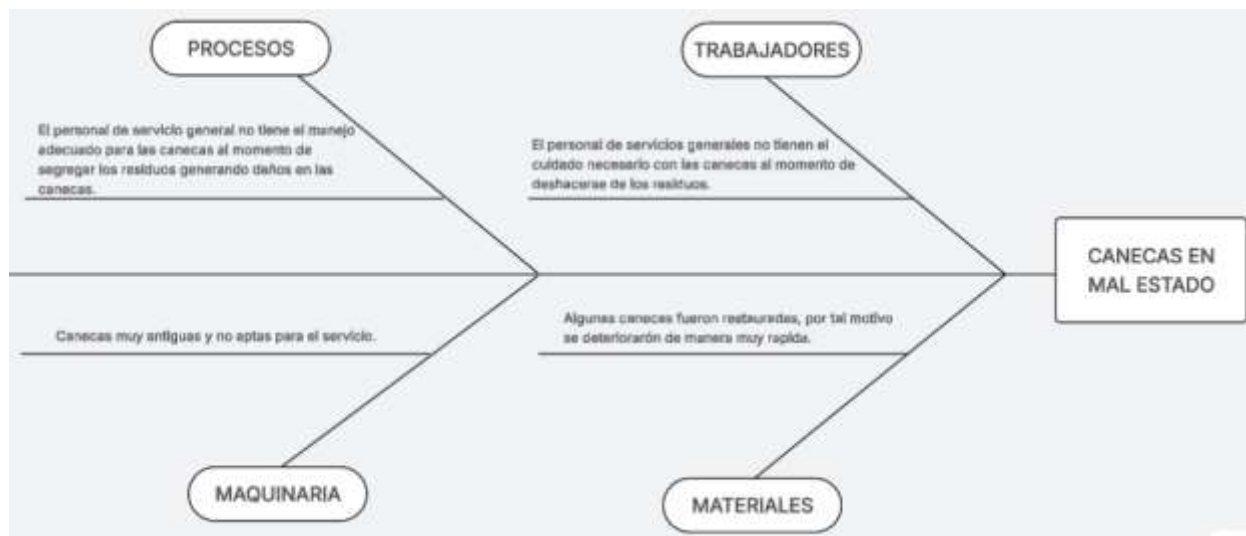 PROCESOS
El personal de servicio general no tiene el manejo
adecuado para las canecas al momento de
segregar los residuos generando daños en las
canecas.
TRABAJADORES
El personal de servicios generales no tienen el
cuidado necesario con las canecas al momento de
deshacerse de los residuos.
CANECAS EN
MAL ESTADO
Canecas muy antiguas y no aptas para el servicio.
MAQUINARIA
Algunas canecas fueron restauradas, por tal motivo
se deteriorarón de manera muy rapida.
MATERIALES